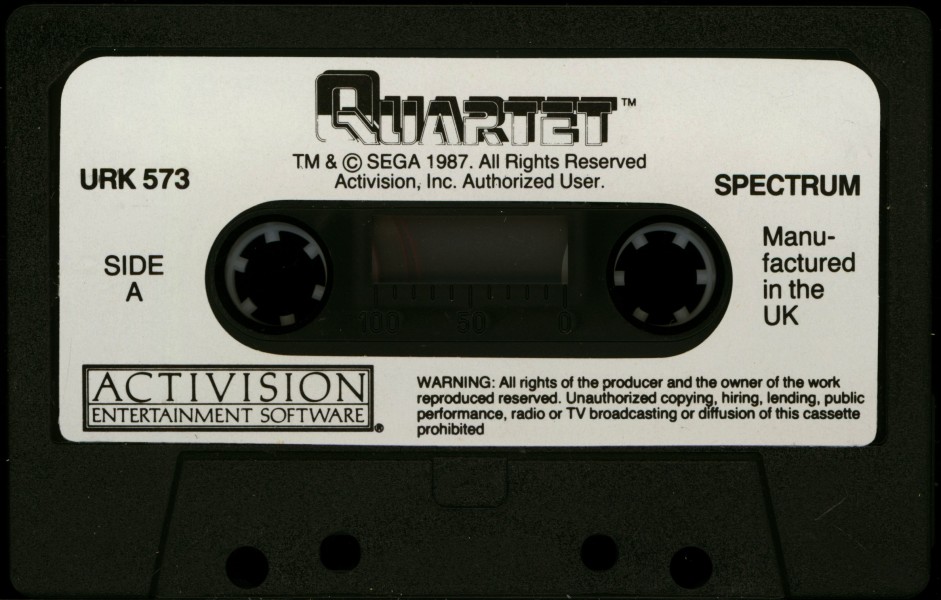 QUARTET™
TM & © SEGA 1987. All Rights Reserved
Activision, Inc. Authorized User.
URK 573
SPECTRUM
SIDE
A
Manu-
factured
in the
UK
100 50 0
ACTIVISION
ENTERTAINMENT SOFTWARE
®
WARNING: All rights of the producer and the owner of the work
reproduced reserved. Unauthorized copying, hiring, lending, public
performance, radio or TV broadcasting or diffusion of this cassette
prohibited